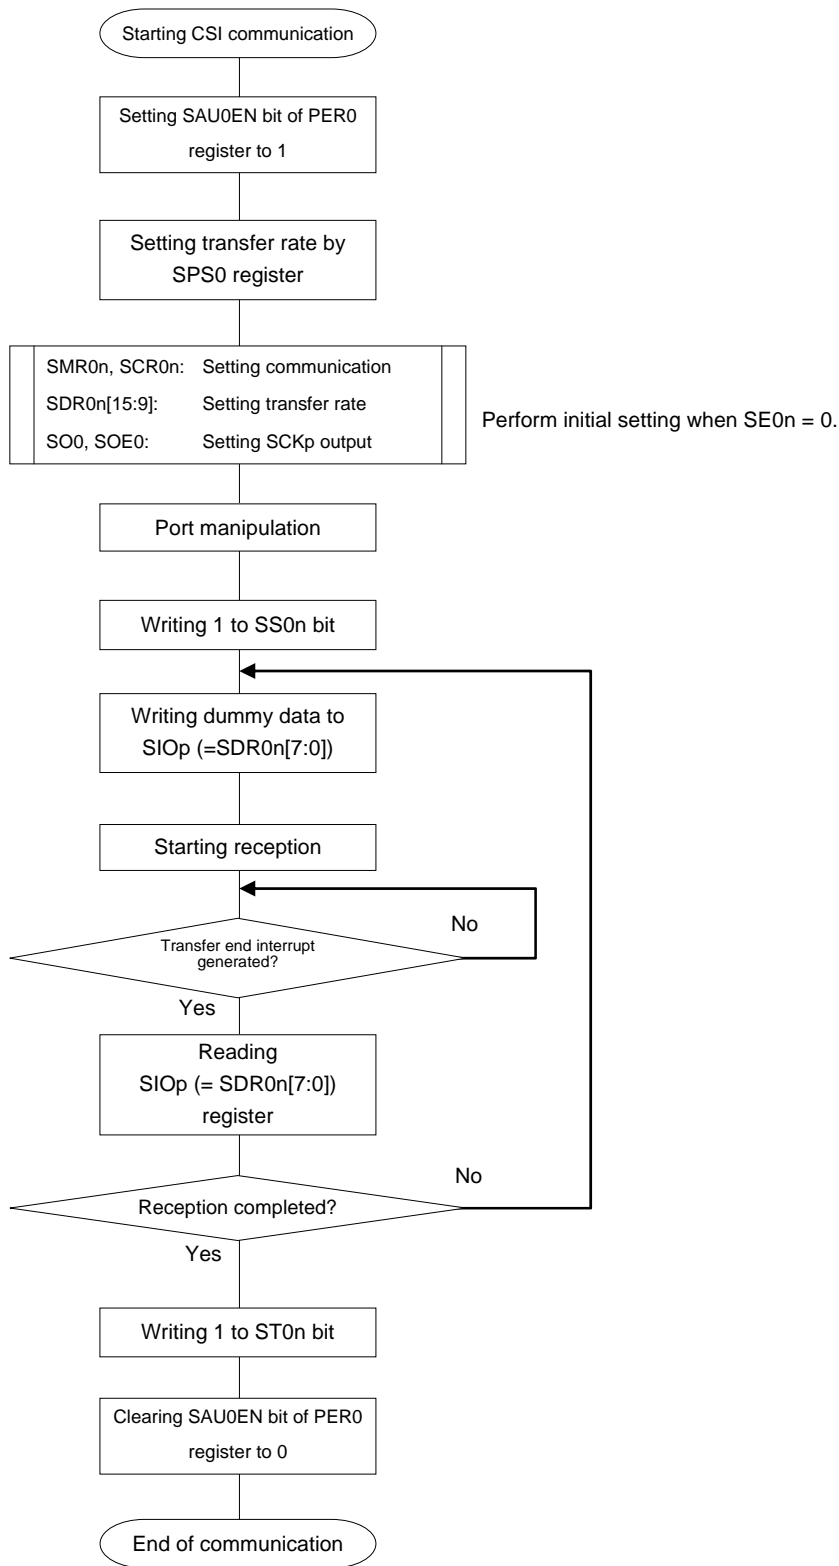 Starting CSI communication
Setting SAU0EN bit of PER0
register to 1
Setting transfer rate by
SPS0 register
SMR0n, SCR0n: Setting communication
SDR0n[15:9]: Setting transfer rate
SO0, SOE0: Setting SCKp output
Perform initial setting when SE0n = 0.
Port manipulation
Writing 1 to SS0n bit
Writing dummy data to
SIOp (=SDR0n[7:0])
Starting reception
No
Transfer end interrupt
generated?
Yes
Reading
SIOp (= SDR0n[7:0])
register
No
Reception completed?
Yes
Writing 1 to ST0n bit
Clearing SAU0EN bit of PER0
register to 0
End of communication